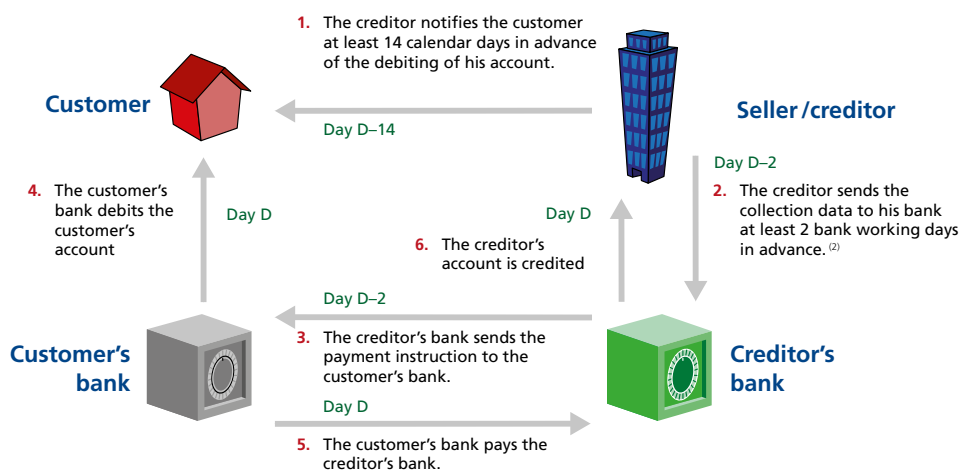 1. The creditor notifies the customer
at least 14 calendar days in advance
of the debiting of his account.
Customer
Seller/creditor
Day D–14
Day D–2
4. The customer’s
bank debits the
customer’s
account
Day D
Day D
2. The creditor sends the
collection data to his bank
at least 2 bank working days
in advance. (2)
6. The creditor’s
account is credited
Day D–2
3. The creditor’s bank sends the
payment instruction to the
customer’s bank.
Customer’s
bank
Creditor’s
bank
Day D
5. The customer’s bank pays the
creditor’s bank.